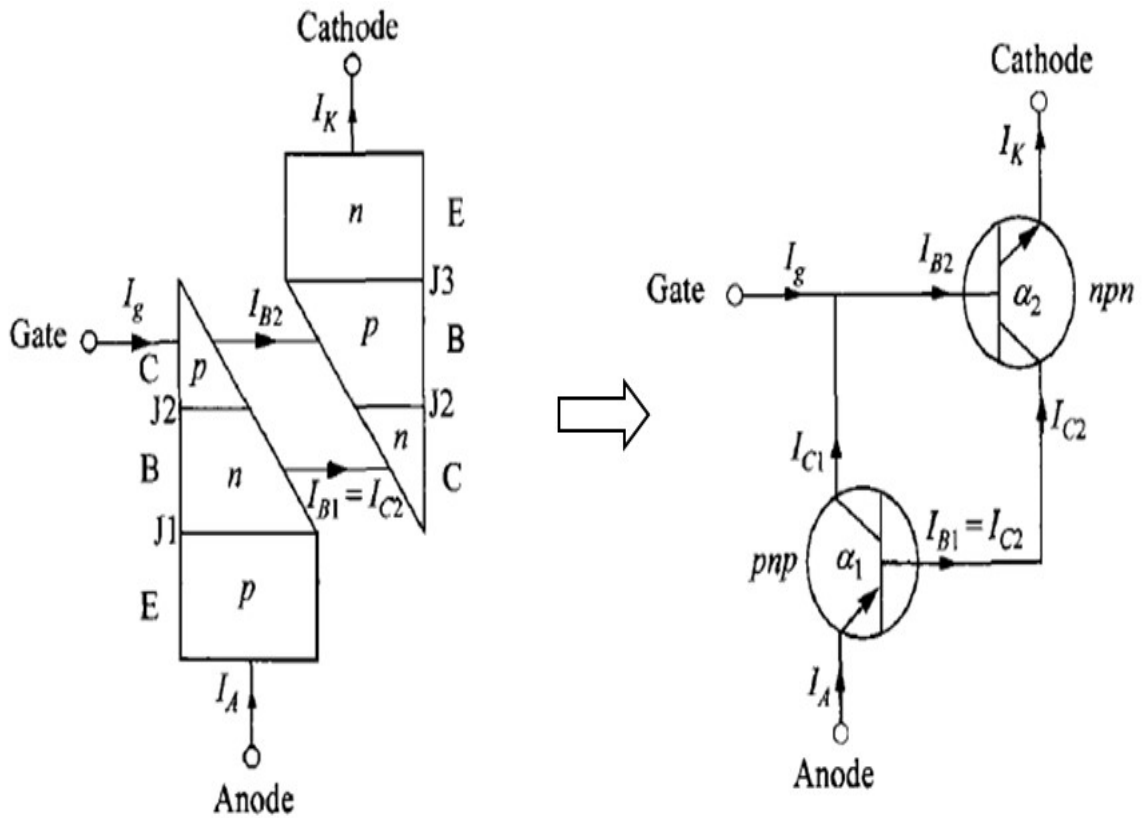 Cathode
I_K
n
E
J3
I_g
I_B2
Gate
C
p
p
B
J2
J2
B
n
n
C
I_B1 = I_C2
J1
E
p
I_A
Anode
Cathode
I_K
I_g
I_B2
Gate
α_2
npn
I_C2
I_C1
I_B1 = I_C2
pnp
α_1
I_A
Anode